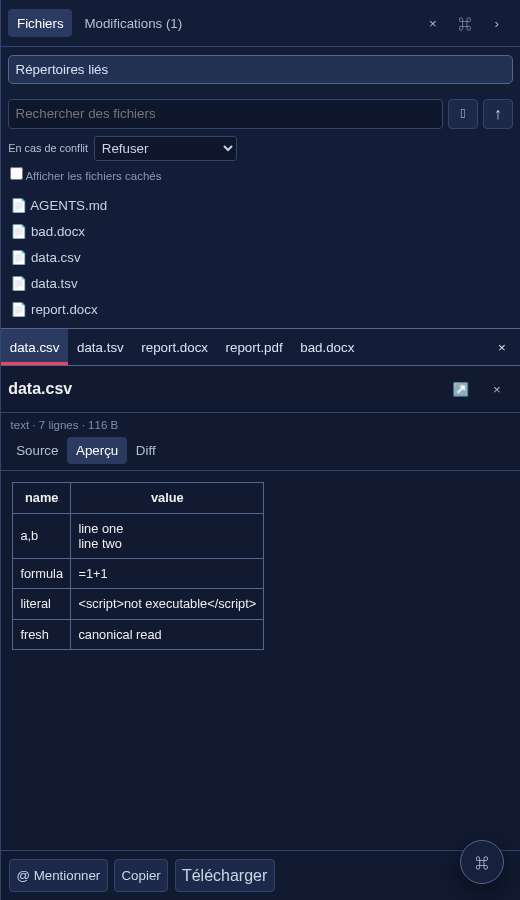 Fichiers Modifications (1) × ⌘ ›
Répertoires liés
Rechercher des fichiers ↑
En cas de conflit Refuser
Afficher les fichiers cachés
AGENTS.md
bad.docx
data.csv
data.tsv
report.docx
data.csv data.tsv report.docx report.pdf bad.docx ×
data.csv ×
text · 7 lignes · 116 B
Source Aperçu Diff
name value
a,b line one
line two
formula =1+1
literal <script>not executable</script>
fresh canonical read
⌘
@ Mentionner Copier Télécharger